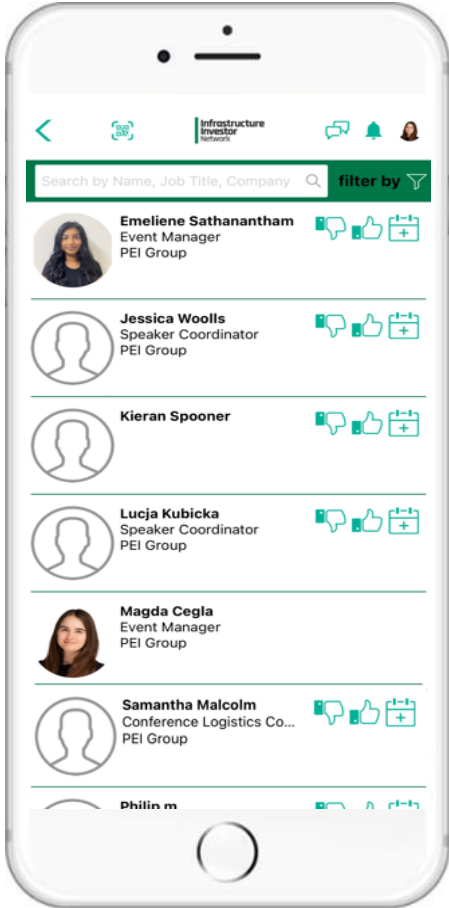 Infrastructure
Investor
Network
Search by Name, Job Title, Company
filter by
Emeliene Sathanantham
Event Manager
PEI Group
Jessica Woolls
Speaker Coordinator
PEI Group
Kieran Spooner
Lucja Kubicka
Speaker Coordinator
PEI Group
Magda Cegla
Event Manager
PEI Group
Samantha Malcolm
Conference Logistics Co...
PEI Group
Philip m